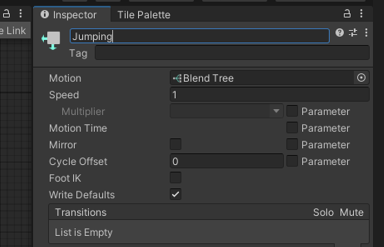 Inspector
Tile Palette
e Link
Jumping
Tag
Motion
Blend Tree
Speed
1
Multiplier
Parameter
Motion Time
Parameter
Mirror
Parameter
Cycle Offset
0
Parameter
Foot IK
Write Defaults
Transitions
Solo Mute
List is Empty